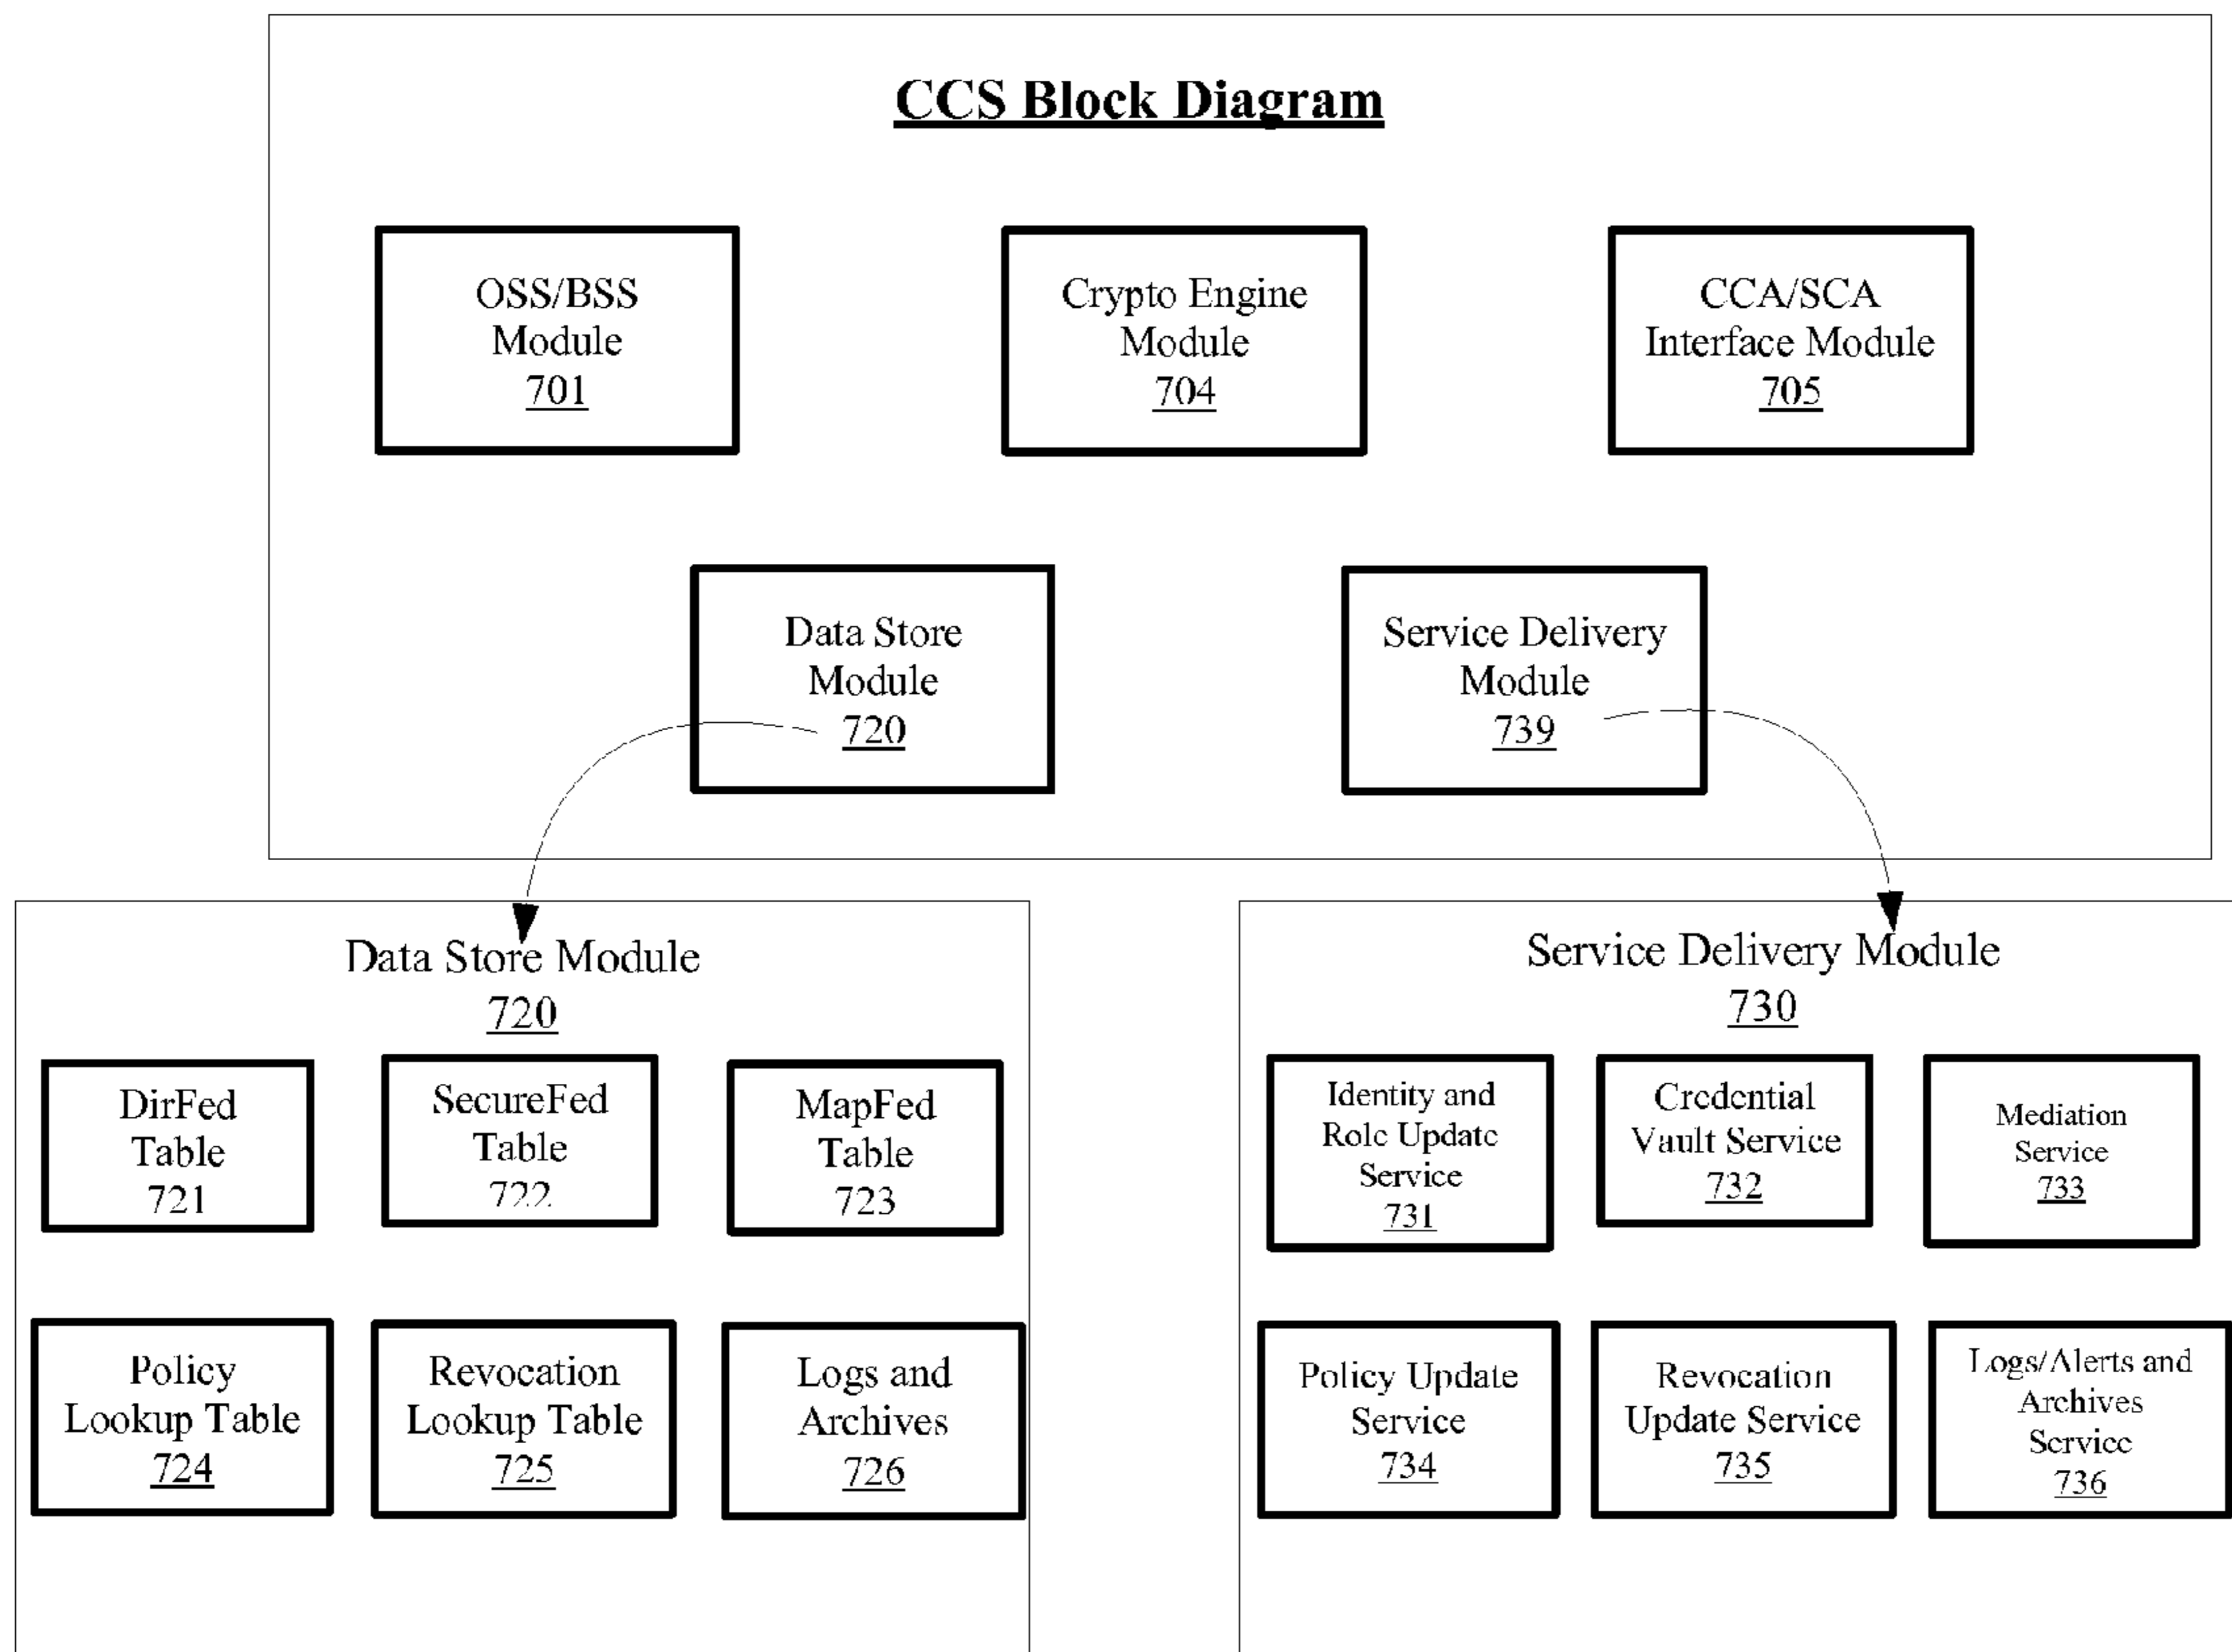 CCS Block Diagram
OSS/BSS
Module
701
Crypto Engine
Module
704
CCA/SCA
Interface Module
705
Data Store
Module
720
Service Delivery
Module
739
Data Store Module
720
DirFed
Table
721
SecureFed
Table
722
MapFed
Table
723
Policy
Lookup Table
724
Revocation
Lookup Table
725
Logs and
Archives
726
Service Delivery Module
730
Identity and
Role Update
Service
731
Credential
Vault Service
732
Mediation
Service
733
Policy Update
Service
734
Revocation
Update Service
735
Logs/Alerts and
Archives
Service
736